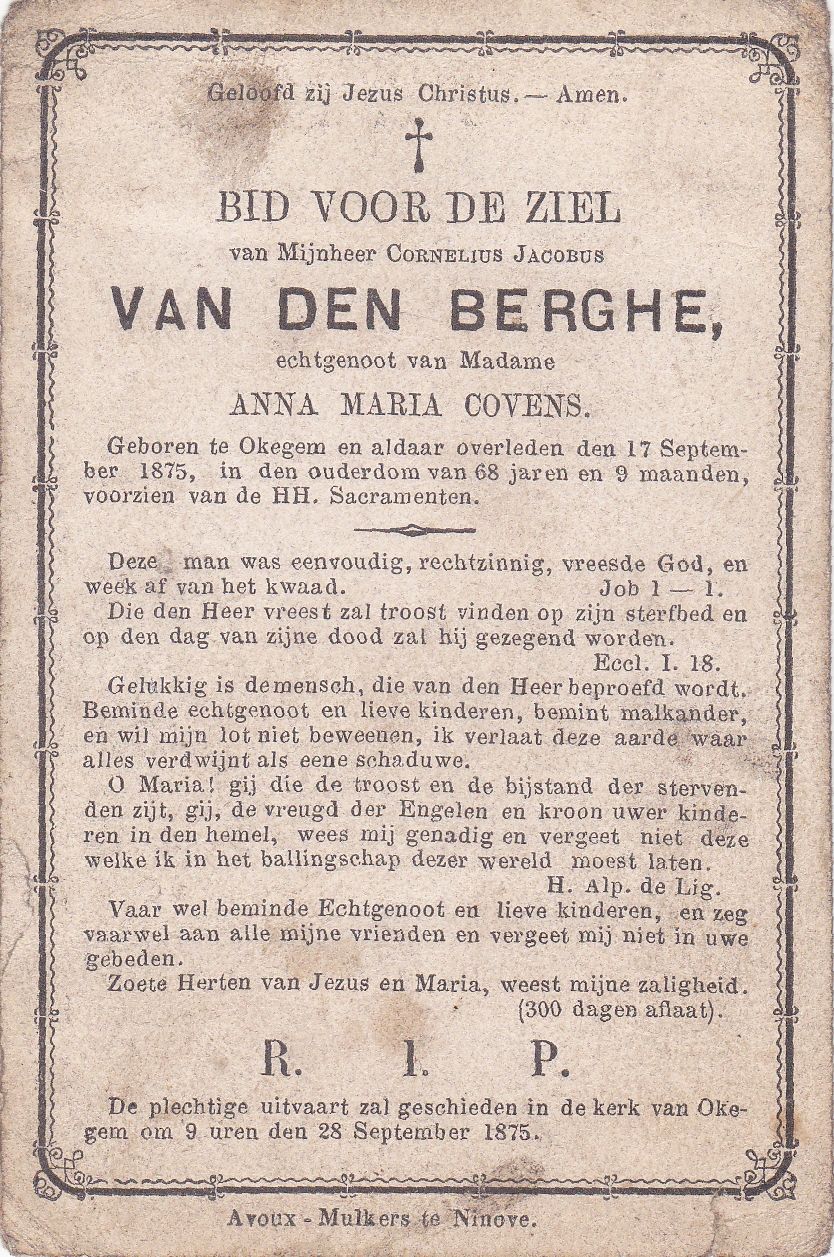 Geloofd zij Jezus Christus. — Amen.
BID VOOR DE ZIEL
van Mijnheer CORNELIUS JACOBUS
VAN DEN BERGHE,
echtgenoot van Madame
ANNA MARIA COVENS.
Geboren te Okegem en aldaar overleden den 17 Septem-
ber 1875, in den ouderdom van 68 jaren en 9 maanden,
voorzien van de HH. Sacramenten.
Deze man was eenvoudig, rechtzinnig, vreesde God, en
week af van het kwaad. Job 1 — 1.
Die den Heer vreest zal troost vinden op zijn sterfbed en
op den dag van zijne dood zal hij gezegend worden.
Eccl. I. 18.
Gelukkig is de mensch, die van den Heer beproefd wordt.
Beminde echtgenoot en lieve kinderen, bemint malkander,
en wil mijn lot niet beweenen, ik verlaat deze aarde waar
alles verdwijnt als eene schaduwe.
O Maria! gij die de troost en de bijstand der sterven-
den zijt, gij, de vreugd der Engelen en kroon uwer kinde-
ren in den hemel, wees mij genadig en vergeet niet deze
welke ik in het ballingschap dezer wereld moest laten.
H. Alp. de Lig.
Vaar wel beminde Echtgenoot en lieve kinderen, en zeg
vaarwel aan alle mijne vrienden en vergeet mij niet in uwe
gebeden.
Zoete Herten van Jezus en Maria, weest mijne zaligheid.
(300 dagen aflaat).
R. I. P.
De plechtige uitvaart zal geschieden in de kerk van Oke-
gem om 9 uren den 28 September 1875.
Avoux - Mulkers te Ninove.